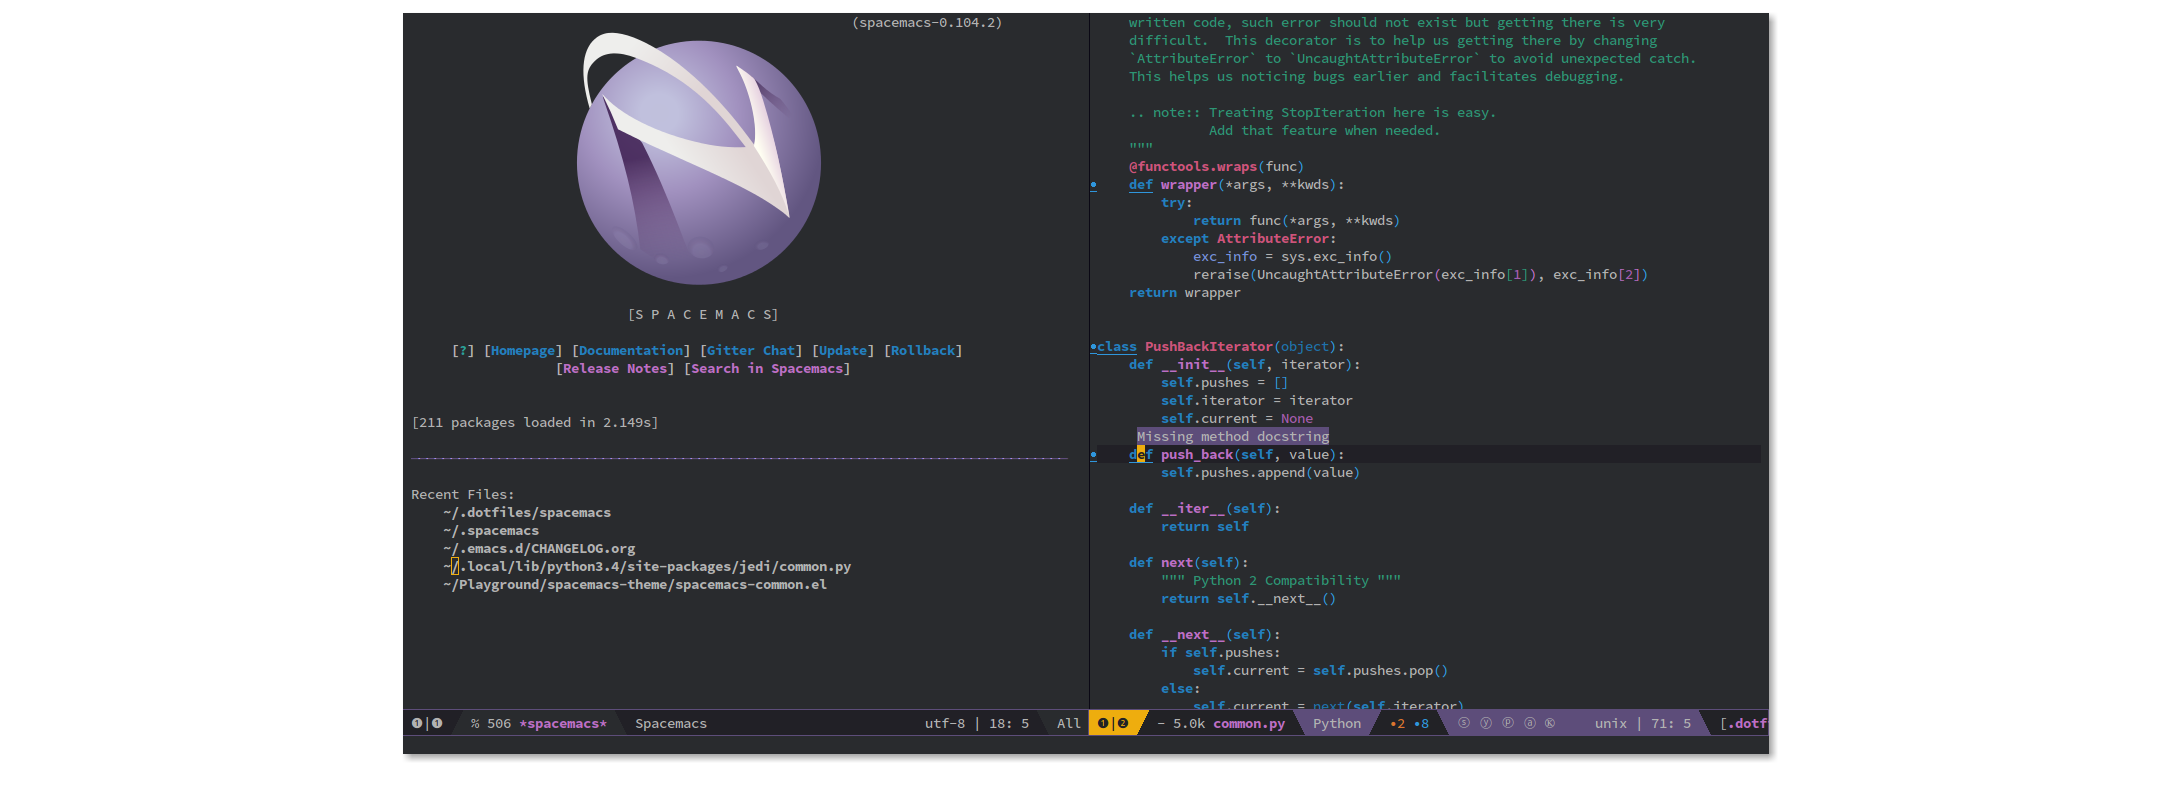 (spacemacs-0.104.2)
[S P A C E M A C S]
[?] [Homepage] [Documentation] [Gitter Chat] [Update] [Rollback]
[Release Notes] [Search in Spacemacs]
[211 packages loaded in 2.149s]
Recent Files:
~/.dotfiles/spacemacs
~/.spacemacs
~/.emacs.d/CHANGELOG.org
~/.local/lib/python3.4/site-packages/jedi/common.py
~/Playground/spacemacs-theme/spacemacs-common.el
❶|❶ % 506 *spacemacs* Spacemacs utf-8 | 18: 5 All
written code, such error should not exist but getting there is very
difficult.  This decorator is to help us getting there by changing
`AttributeError` to `UncaughtAttributeError` to avoid unexpected catch.
This helps us noticing bugs earlier and facilitates debugging.
.. note:: Treating StopIteration here is easy.
Add that feature when needed.
"""
@functools.wraps(func)
def wrapper(*args, **kwds):
try:
return func(*args, **kwds)
except AttributeError:
exc_info = sys.exc_info()
reraise(UncaughtAttributeError(exc_info[1]), exc_info[2])
return wrapper
class PushBackIterator(object):
def __init__(self, iterator):
self.pushes = []
self.iterator = iterator
self.current = None
Missing method docstring
def push_back(self, value):
self.pushes.append(value)
def __iter__(self):
return self
def next(self):
""" Python 2 Compatibility """
return self.__next__()
def __next__(self):
if self.pushes:
self.current = self.pushes.pop()
else:
self.current = next(self.iterator)
❶|❷ - 5.0k common.py Python •2 •8 ⓢ ⓨ ⓟ ⓐ Ⓚ unix | 71: 5 [.dotf